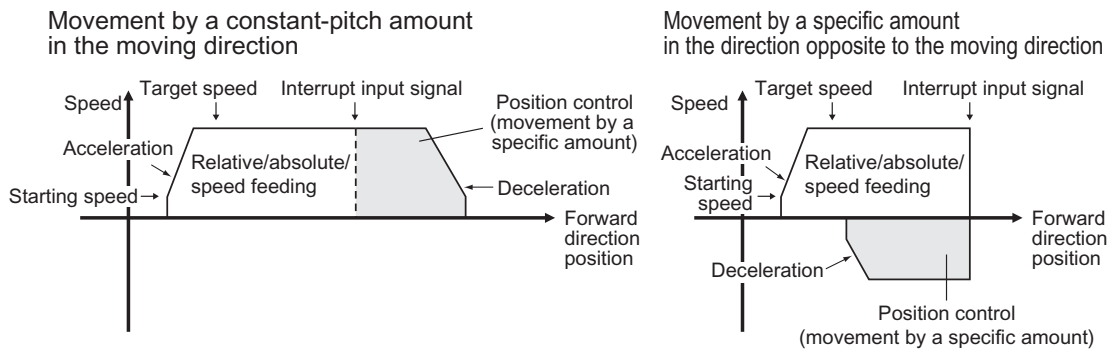 Movement by a constant-pitch amount
in the moving direction
Speed
Target speed
Interrupt input signal
Position control
(movement by a
specific amount)
Acceleration
Relative/absolute/
speed feeding
Starting speed
Deceleration
Forward
direction
position
Movement by a specific amount
in the direction opposite to the moving direction
Speed
Target speed
Interrupt input signal
Acceleration
Relative/absolute/
speed feeding
Starting
speed
Forward
direction
position
Deceleration
Position control
(movement by a specific amount)